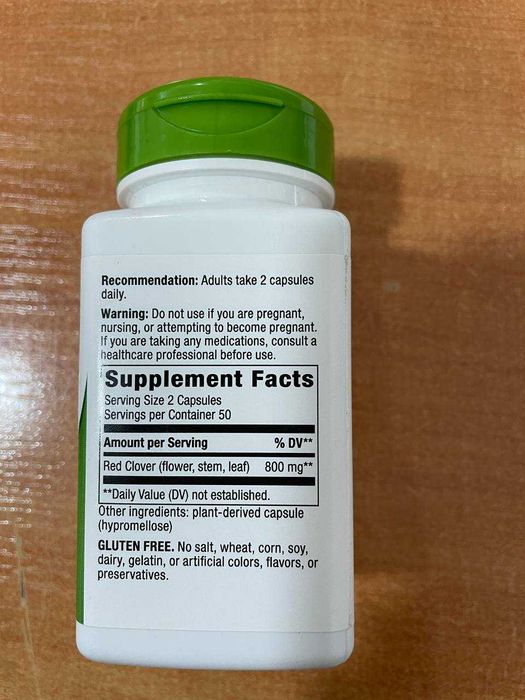 Recommendation: Adults take 2 capsules
daily.
Warning: Do not use if you are pregnant,
nursing, or attempting to become pregnant.
If you are taking any medications, consult a
healthcare professional before use.
Supplement Facts
Serving Size 2 Capsules
Servings per Container 50
Amount per Serving % DV**
Red Clover (flower, stem, leaf) 800 mg**
**Daily Value (DV) not established.
Other ingredients: plant-derived capsule
(hypromellose)
GLUTEN FREE. No salt, wheat, corn, soy,
dairy, gelatin, or artificial colors, flavors, or
preservatives.